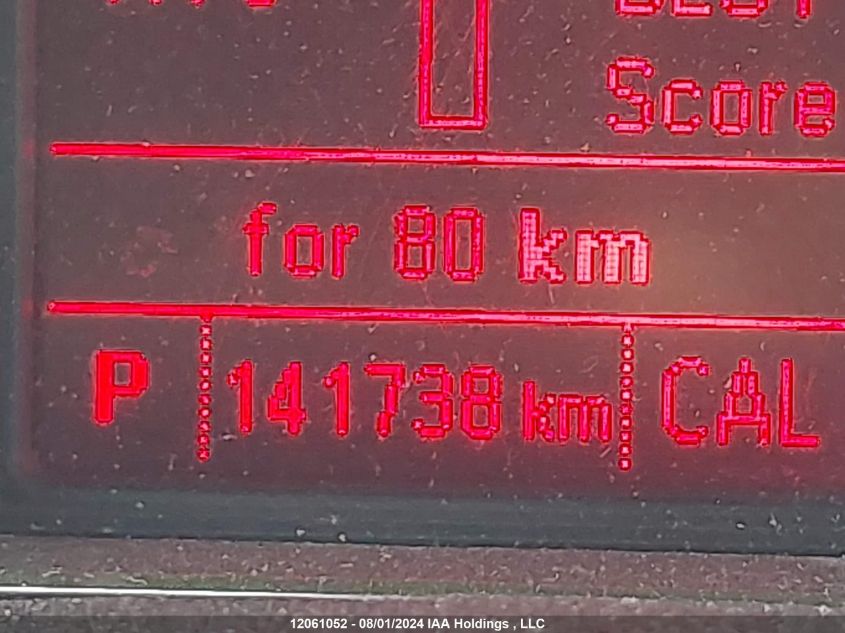 Score
for 80 km
P 141738 km CAL
12061052 - 08/01/2024 IAA Holdings , LLC